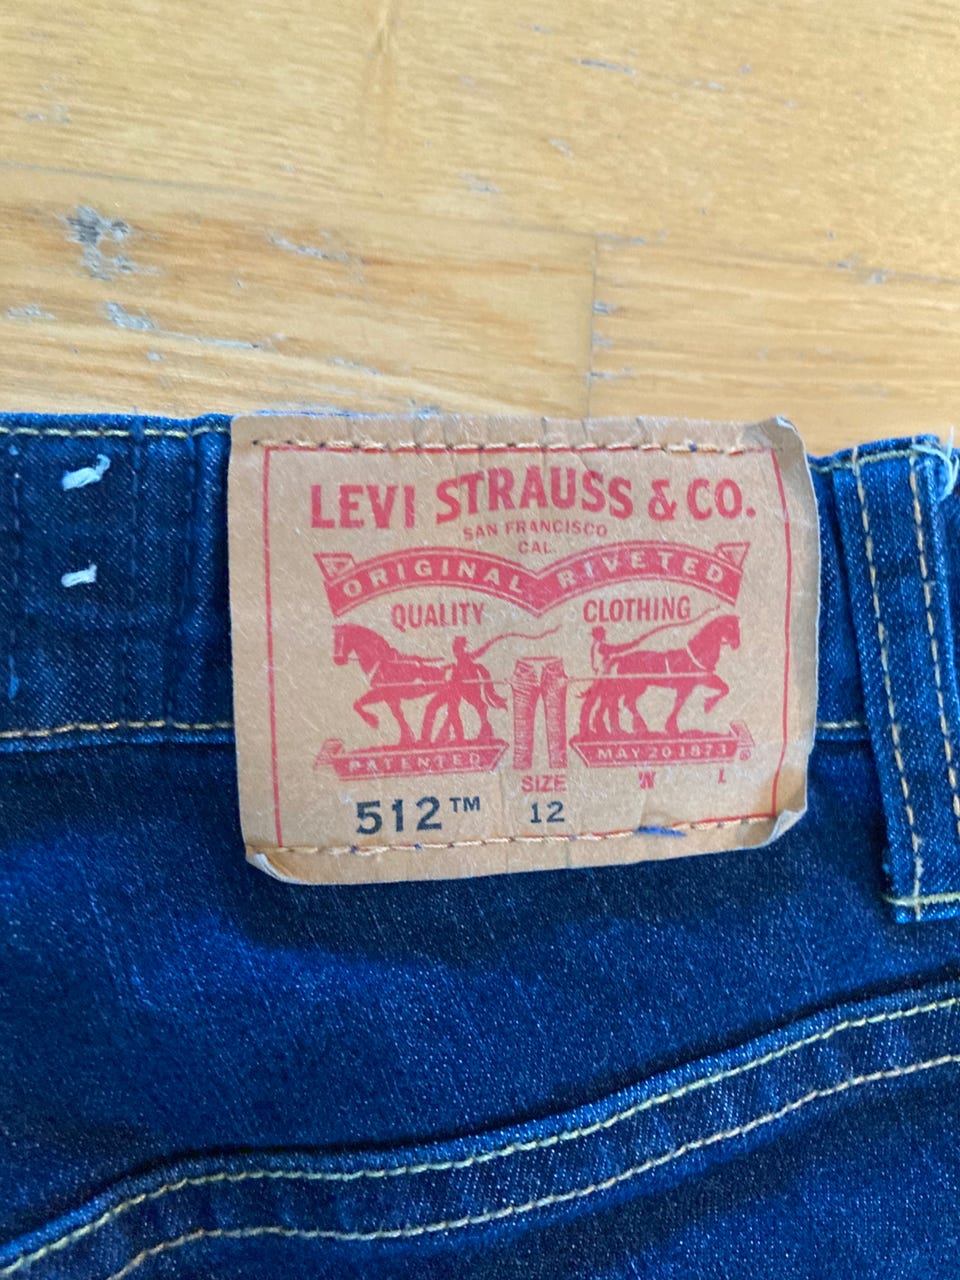 LEVI STRAUSS & CO.
SAN FRANCISCO
CAL.
ORIGINAL RIVETED
QUALITY CLOTHING
PATENTED MAY 20 1873 ®
SIZE W L
512™ 12